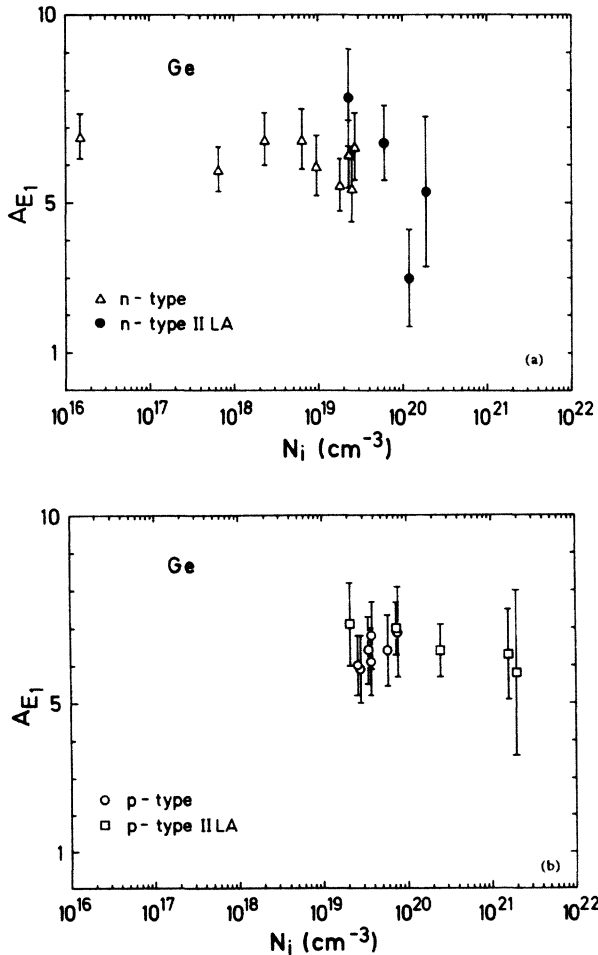 10
Ge
A_E1
5
△ n-type
● n-type II LA
1
(a)
10^16 10^17 10^18 10^19 10^20 10^21 10^22
N_i (cm^-3)
10
Ge
A_E1
5
○ p-type
□ p-type II LA
1
(b)
10^16 10^17 10^18 10^19 10^20 10^21 10^22
N_i (cm^-3)